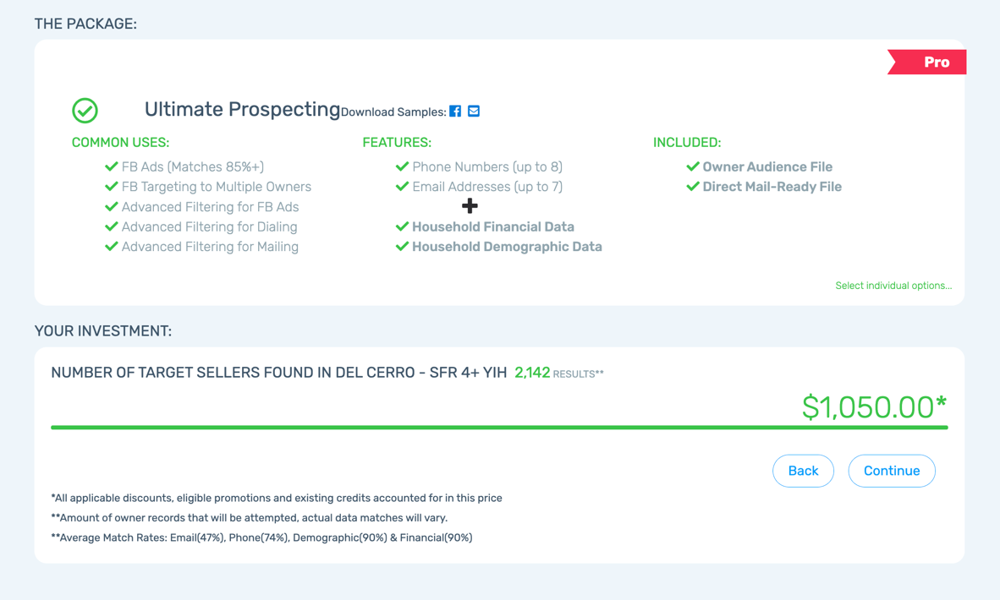 THE PACKAGE:
Pro
Ultimate Prospecting Download Samples:
COMMON USES:
FB Ads (Matches 85%+)
FB Targeting to Multiple Owners
Advanced Filtering for FB Ads
Advanced Filtering for Dialing
Advanced Filtering for Mailing
FEATURES:
Phone Numbers (up to 8)
Email Addresses (up to 7)
Household Financial Data
Household Demographic Data
INCLUDED:
Owner Audience File
Direct Mail-Ready File
Select individual options...
YOUR INVESTMENT:
NUMBER OF TARGET SELLERS FOUND IN DEL CERRO - SFR 4+ YIH 2,142 RESULTS**
$1,050.00*
Back Continue
*All applicable discounts, eligible promotions and existing credits accounted for in this price
**Amount of owner records that will be attempted, actual data matches will vary.
**Average Match Rates: Email(47%), Phone(74%), Demographic(90%) & Financial(90%)